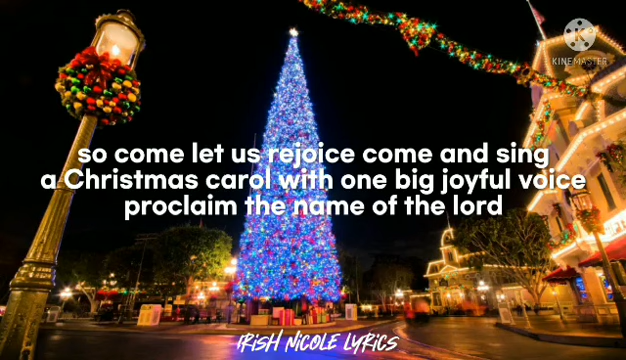 KINEMASTER
so come let us rejoice come and sing
a Christmas carol with one big joyful voice
proclaim the name of the lord
IRISH NICOLE LYRICS